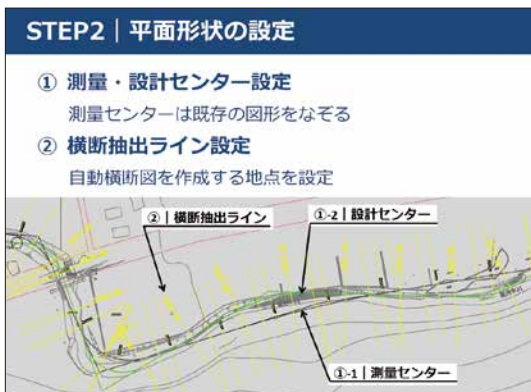 STEP2｜平面形状の設定
① 測量・設計センター設定
測量センターは既存の図形をなぞる
② 横断抽出ライン設定
自動横断図を作成する地点を設定
②｜横断抽出ライン
①-2｜設計センター
①-1｜測量センター